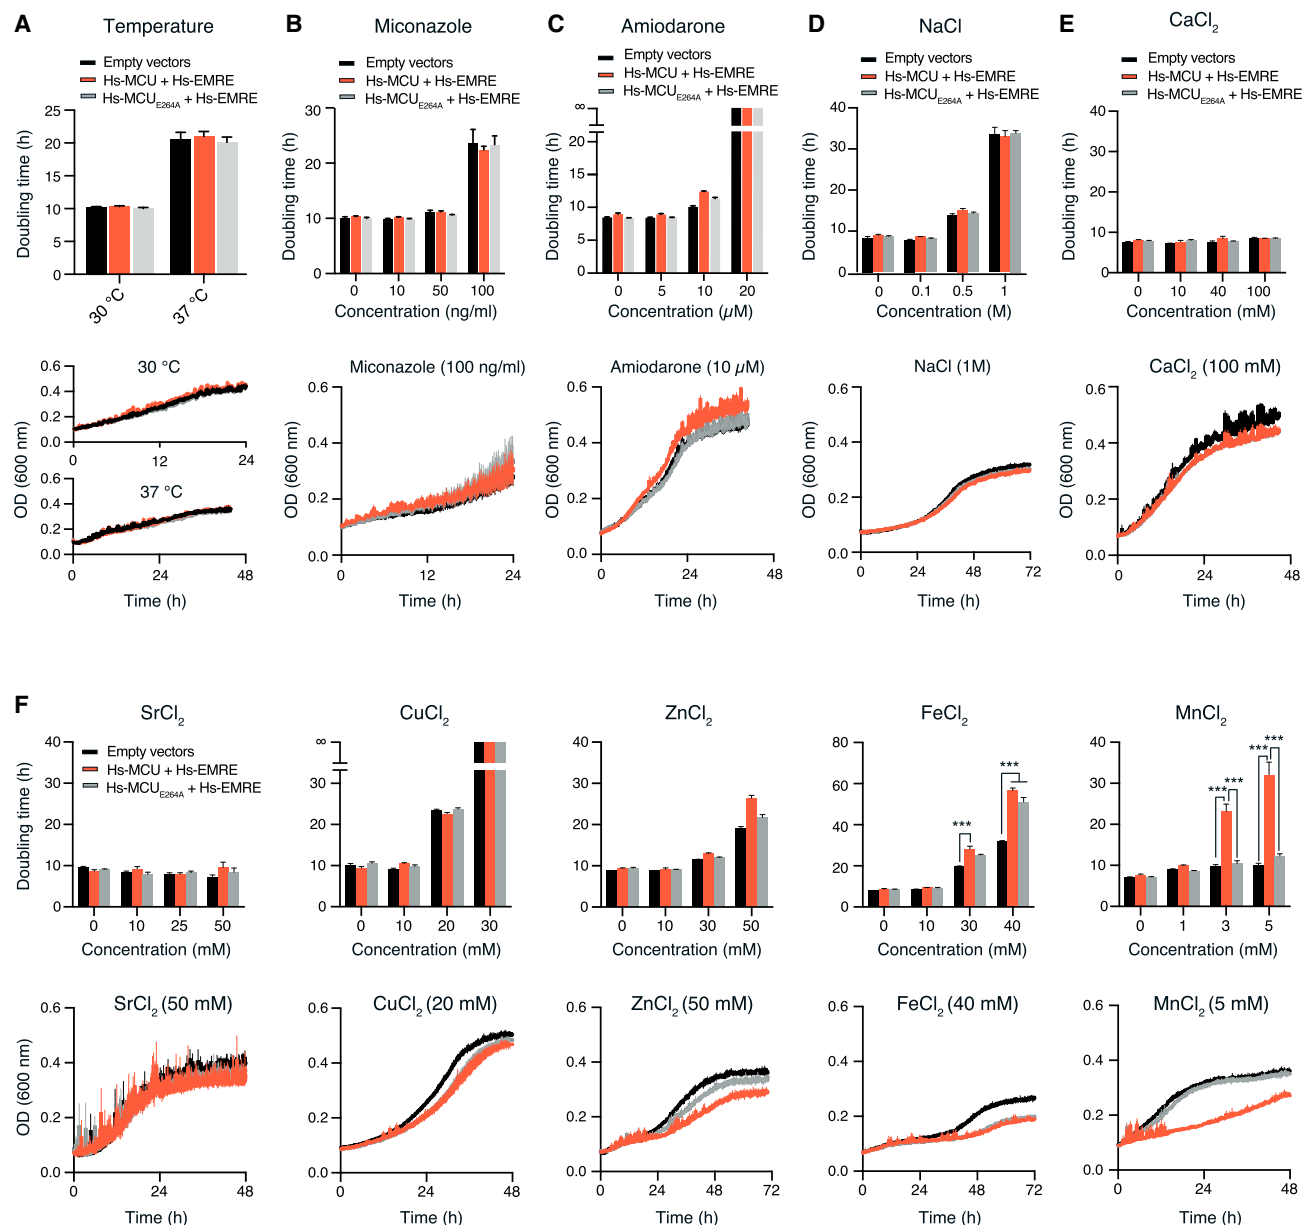 A Temperature
Empty vectors
Hs-MCU + Hs-EMRE
Hs-MCU_E264A + Hs-EMRE
Doubling time (h)
25
20
15
10
5
0
30 °C 37 °C
30 °C
0.6
0.4
0.2
0.0
0 12 24
37 °C
0.6
0.4
0.2
0.0
0 24 48
OD (600 nm)
Time (h)
B Miconazole
Empty vectors
Hs-MCU + Hs-EMRE
Hs-MCU_E264A + Hs-EMRE
Doubling time (h)
30
20
10
0
0 10 50 100
Concentration (ng/ml)
Miconazole (100 ng/ml)
OD (600 nm)
0.6
0.4
0.2
0.0
0 12 24
Time (h)
C Amiodarone
Empty vectors
Hs-MCU + Hs-EMRE
Hs-MCU_E264A + Hs-EMRE
Doubling time (h)
∞
20
15
10
5
0
0 5 10 20
Concentration (µM)
Amiodarone (10 µM)
OD (600 nm)
0.6
0.4
0.2
0.0
0 24 48
Time (h)
D NaCl
Empty vectors
Hs-MCU + Hs-EMRE
Hs-MCU_E264A + Hs-EMRE
Doubling time (h)
40
30
20
10
0
0 0.1 0.5 1
Concentration (M)
NaCl (1M)
OD (600 nm)
0.6
0.4
0.2
0.0
0 24 48 72
Time (h)
E CaCl2
Empty vectors
Hs-MCU + Hs-EMRE
Hs-MCU_E264A + Hs-EMRE
Doubling time (h)
40
30
20
10
0
0 10 40 100
Concentration (mM)
CaCl2 (100 mM)
OD (600 nm)
0.6
0.4
0.2
0.0
0 24 48
Time (h)
F SrCl2
Empty vectors
Hs-MCU + Hs-EMRE
Hs-MCU_E264A + Hs-EMRE
Doubling time (h)
40
30
20
10
0
0 10 25 50
Concentration (mM)
SrCl2 (50 mM)
OD (600 nm)
0.6
0.4
0.2
0.0
0 24 48
Time (h)
CuCl2
∞
30
20
10
0
0 10 20 30
Concentration (mM)
CuCl2 (20 mM)
0.6
0.4
0.2
0.0
0 24 48
Time (h)
ZnCl2
40
30
20
10
0
0 10 30 50
Concentration (mM)
ZnCl2 (50 mM)
0.6
0.4
0.2
0.0
0 24 48 72
Time (h)
FeCl2
80
60
40
20
0
***
***
0 10 30 40
Concentration (mM)
FeCl2 (40 mM)
0.6
0.4
0.2
0.0
0 24 48 72
Time (h)
MnCl2
40
30
20
10
0
*** ***
*** ***
0 1 3 5
Concentration (mM)
MnCl2 (5 mM)
0.6
0.4
0.2
0.0
0 24 48
Time (h)